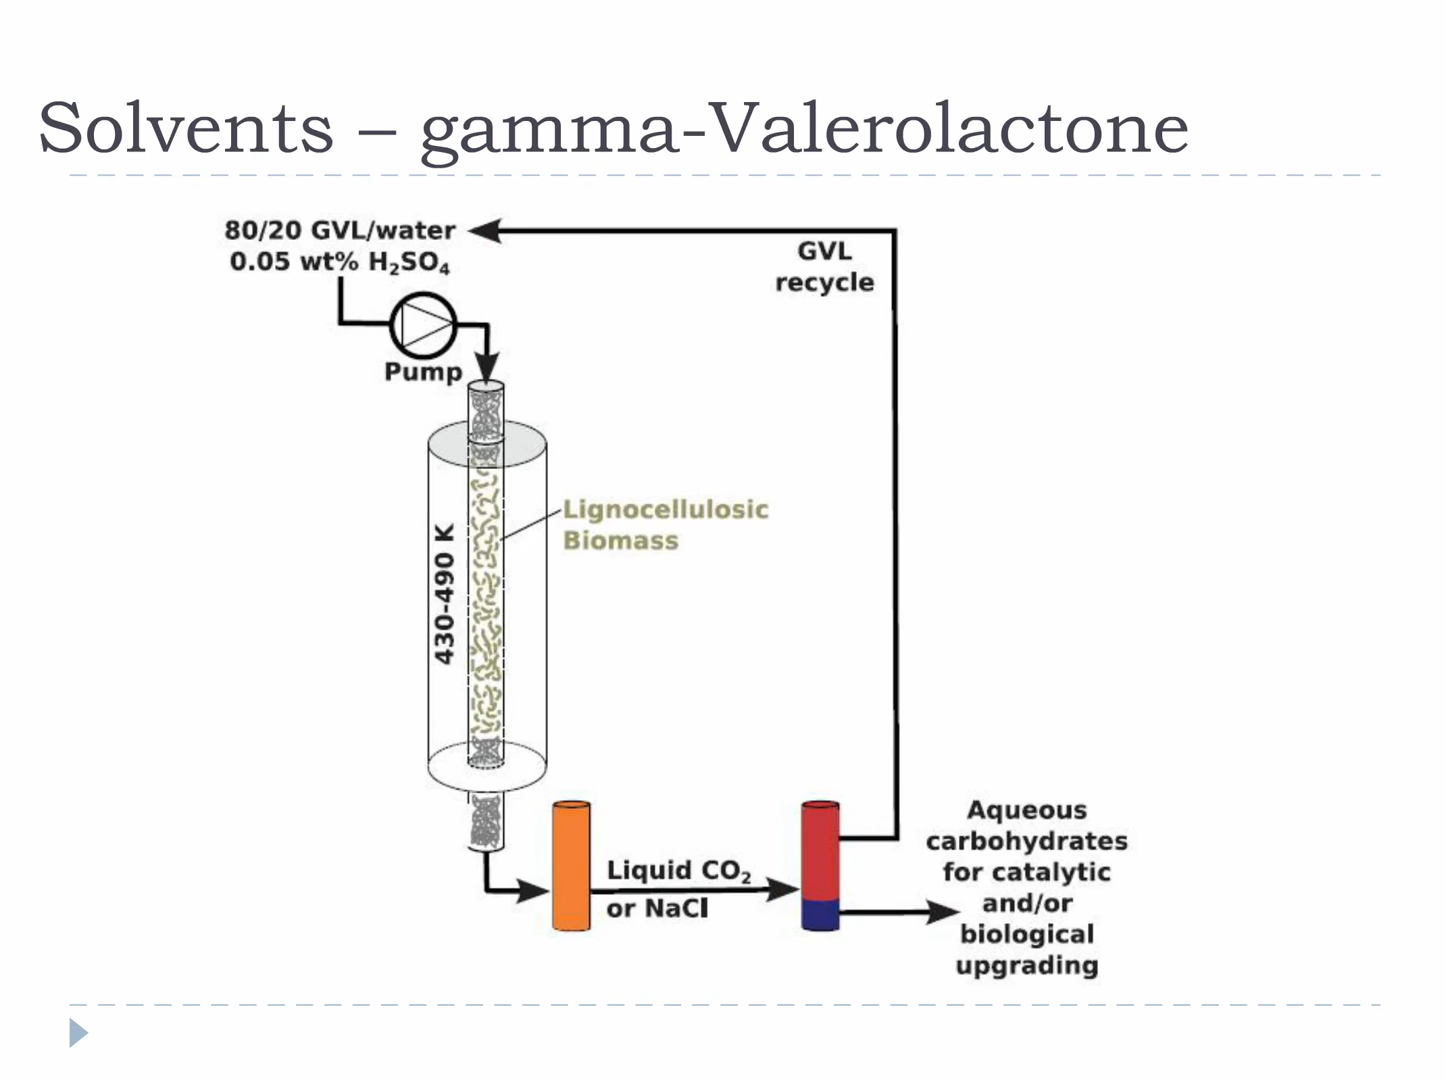 Solvents – gamma-Valerolactone
80/20 GVL/water
0.05 wt% H₂SO₄
GVL
recycle
Pump
Lignocellulosic
Biomass
430-490 K
Liquid CO₂
or NaCl
Aqueous
carbohydrates
for catalytic
and/or
biological
upgrading